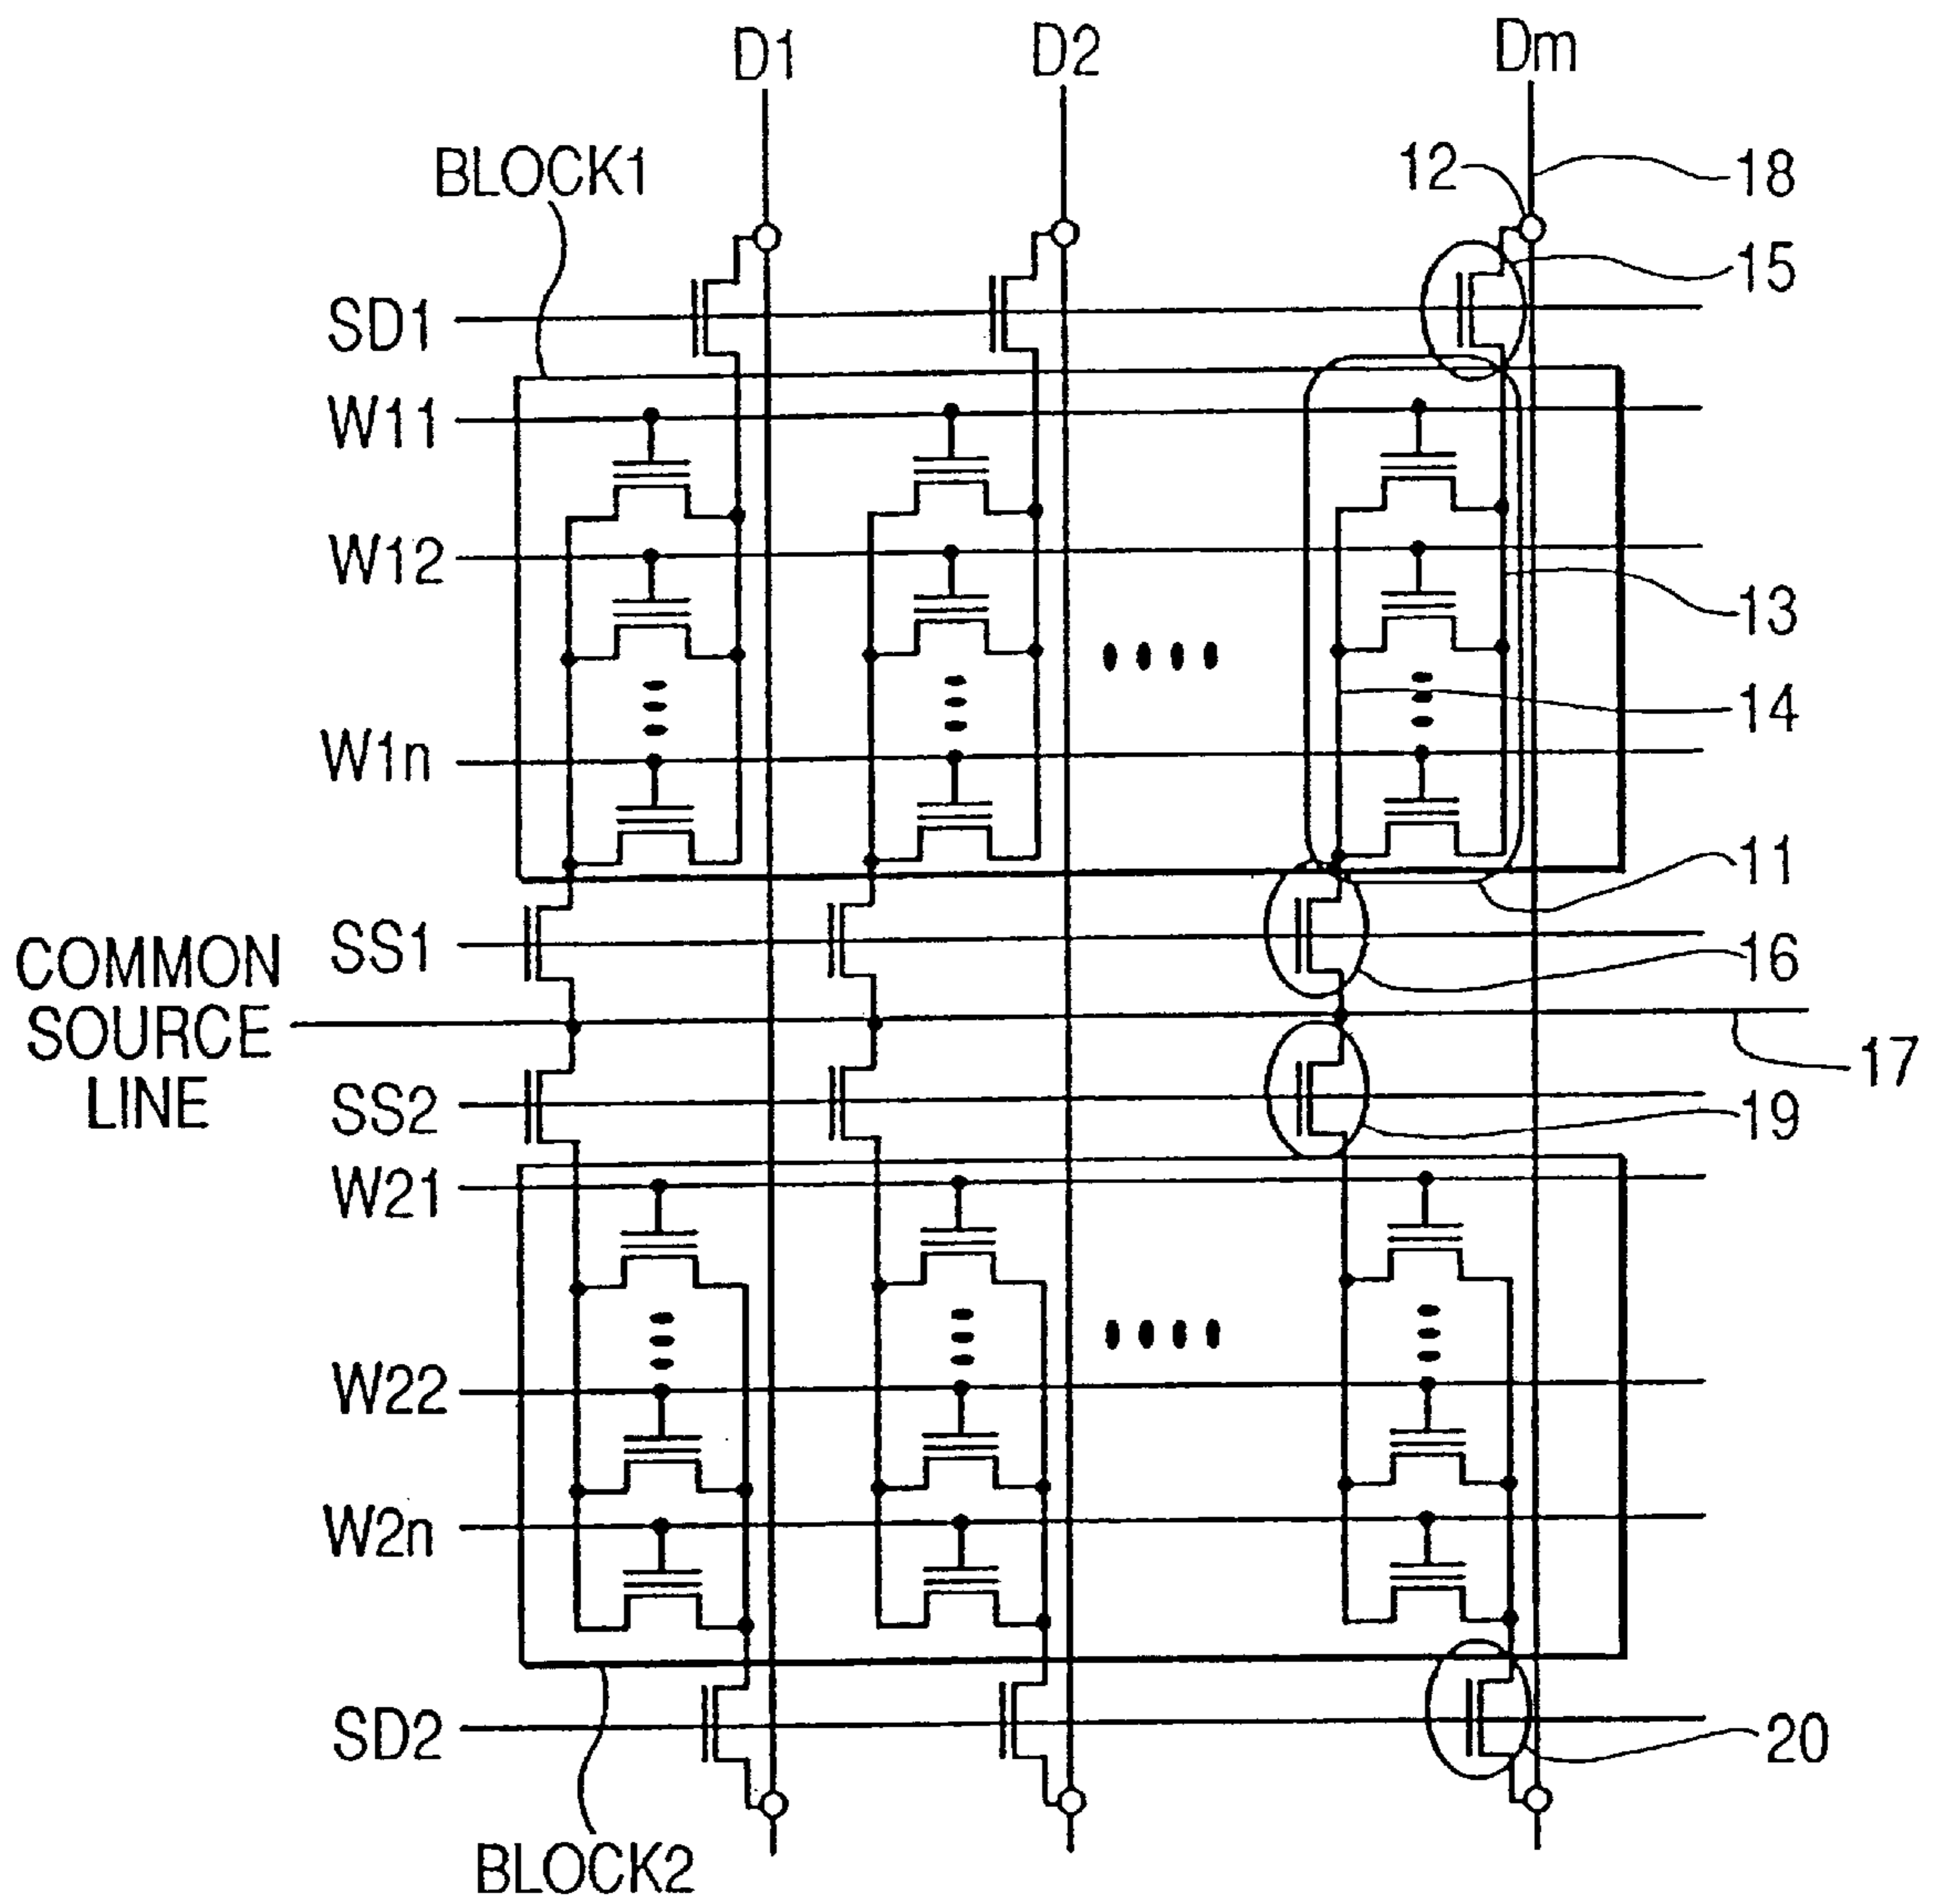 D1 D2 Dm
BLOCK1
12
18
15
SD1
W11
W12
13
14
W1n
11
SS1
16
COMMON
SOURCE
LINE
17
SS2
19
W21
W22
W2n
SD2
20
BLOCK2